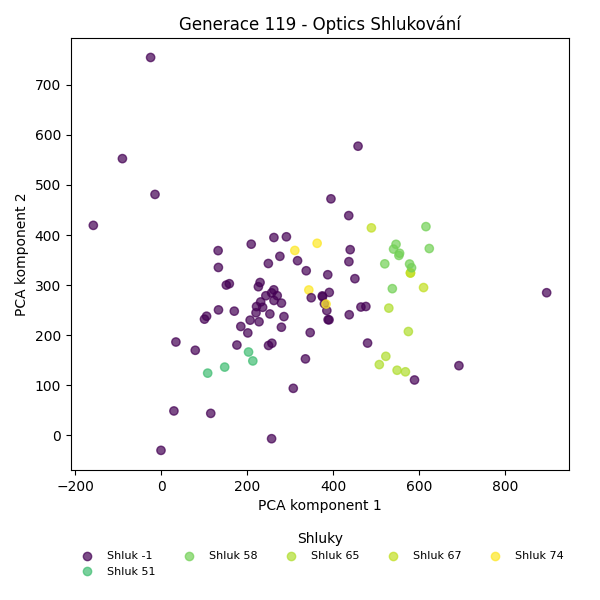 Generace 119 - Optics Shlukování
PCA komponent 2
700
600
500
400
300
200
100
0
−200 0 200 400 600 800
PCA komponent 1
Shluky
Shluk -1 Shluk 58 Shluk 65 Shluk 67 Shluk 74
Shluk 51